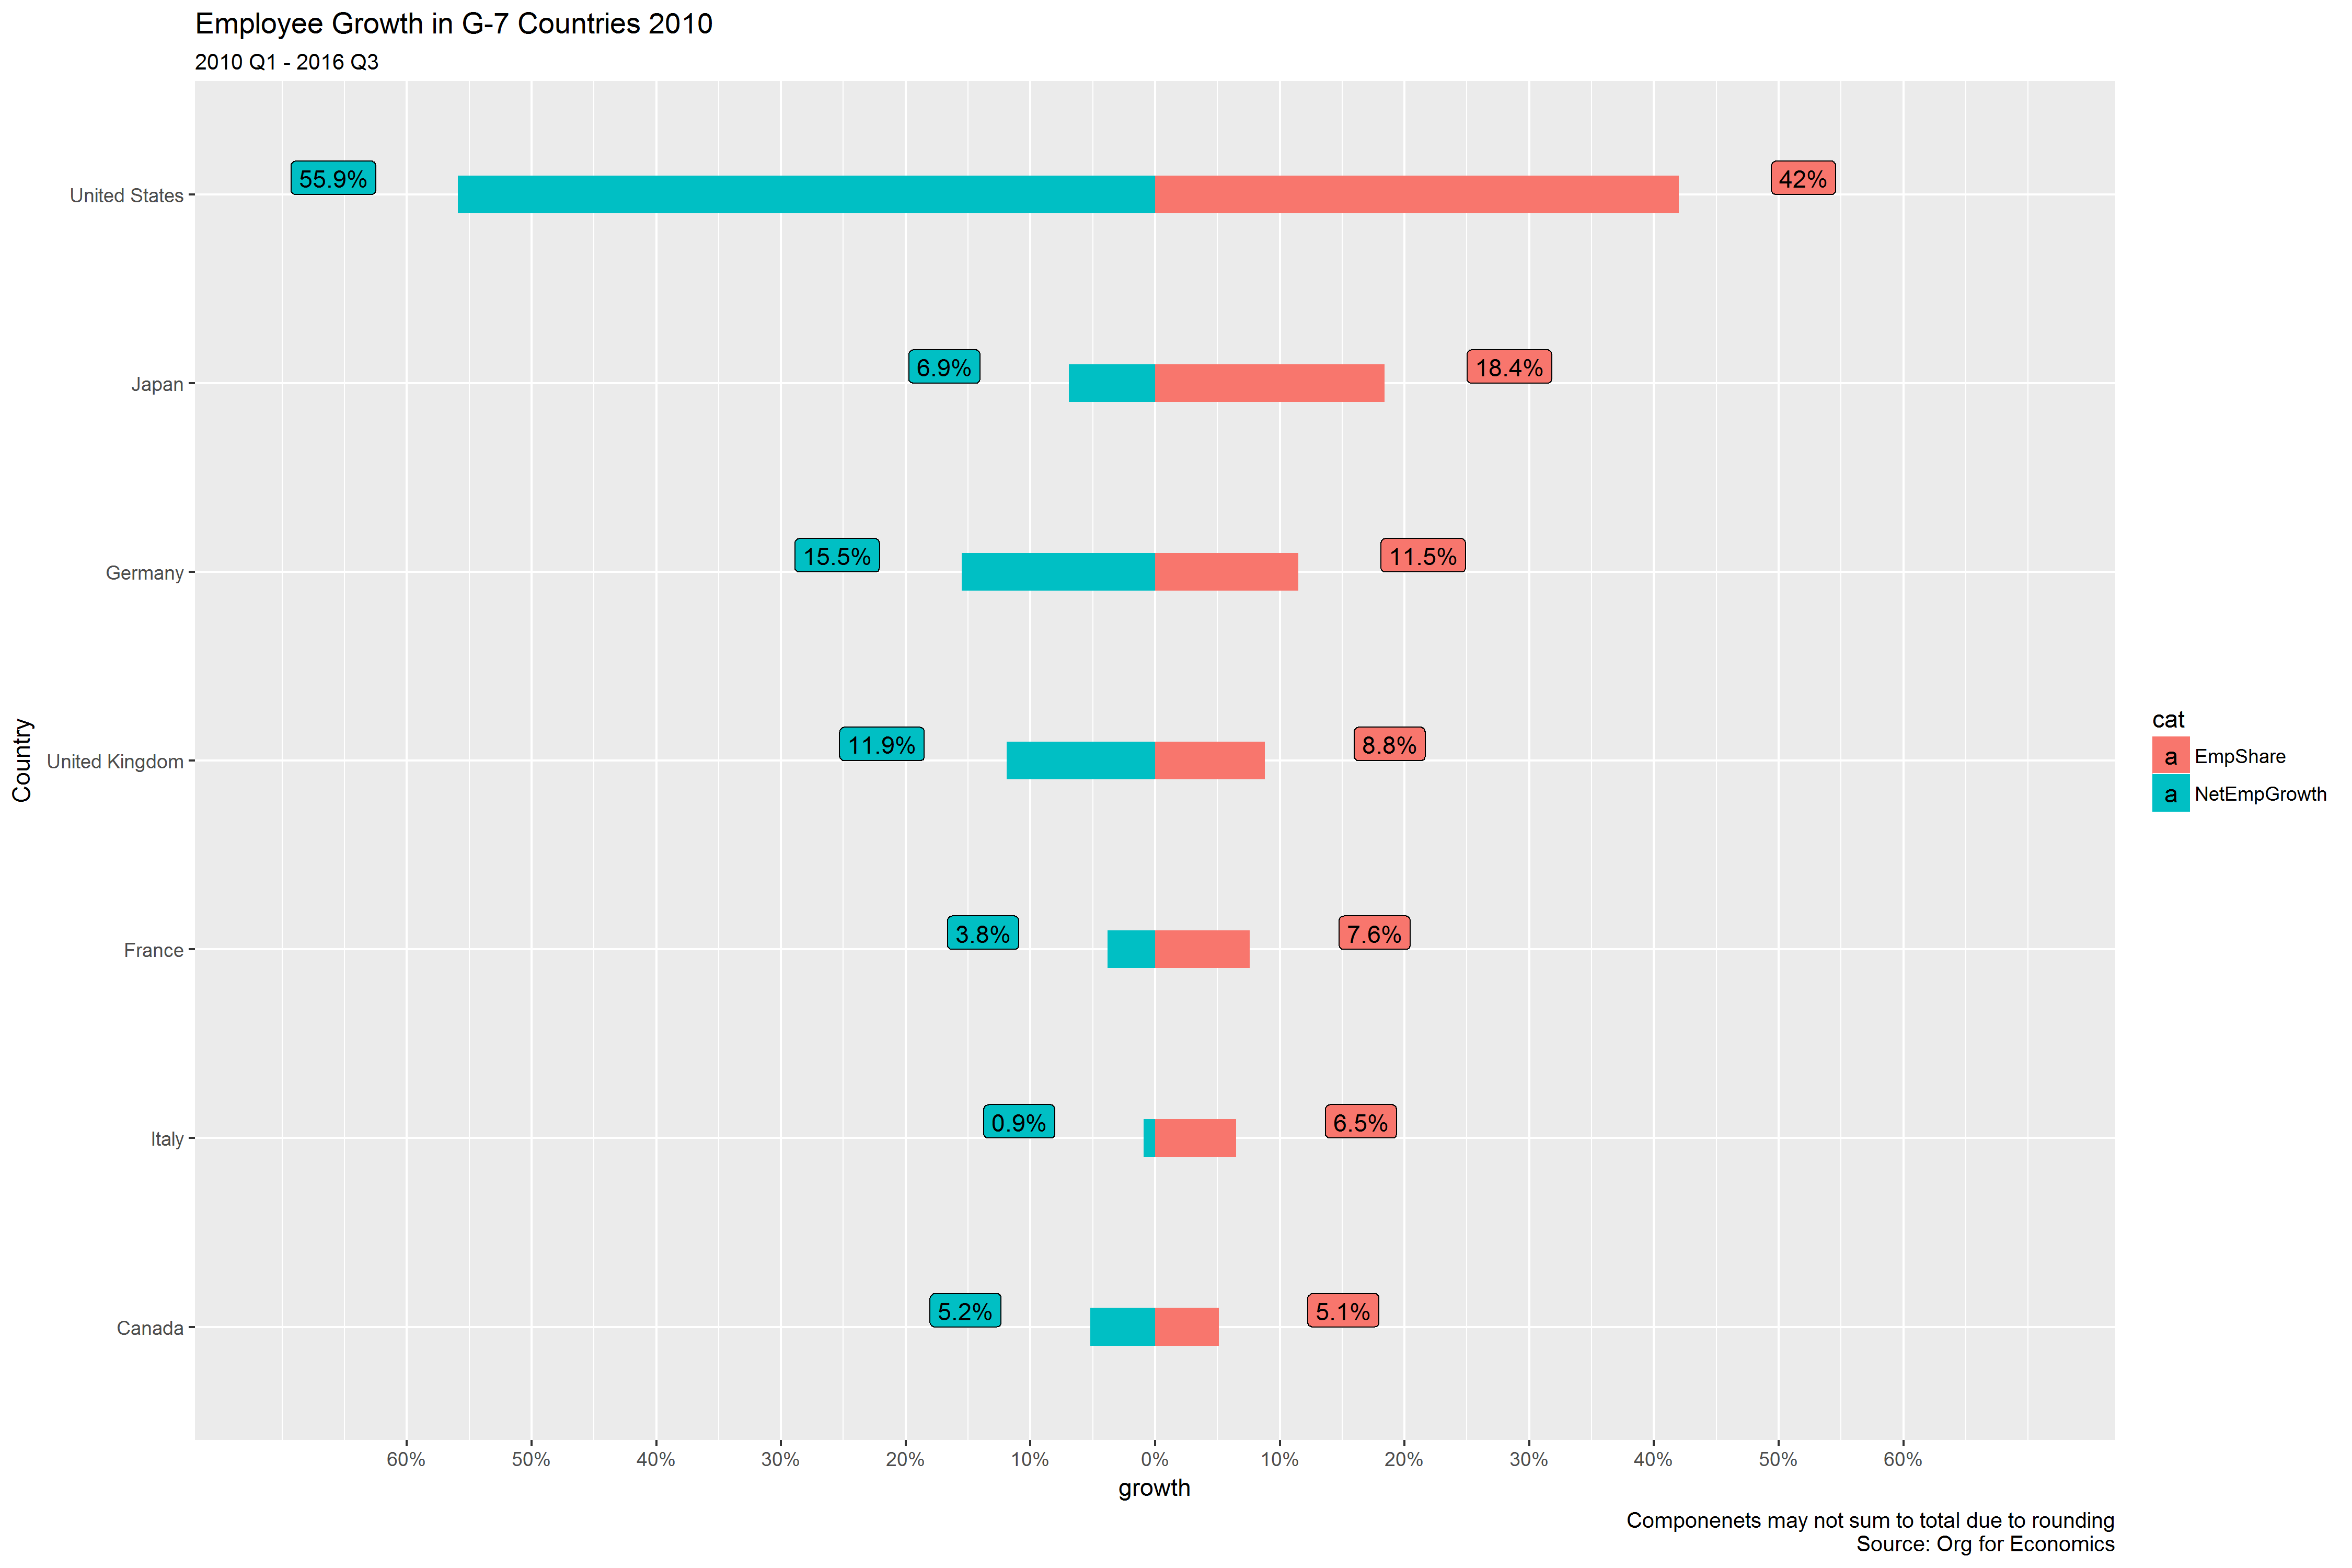 Employee Growth in G-7 Countries 2010
2010 Q1 - 2016 Q3
55.9%
42%
United States
6.9%
18.4%
Japan
15.5%
11.5%
Germany
11.9%
8.8%
United Kingdom
3.8%
7.6%
France
0.9%
6.5%
Italy
5.2%
5.1%
Canada
Country
cat
a EmpShare
a NetEmpGrowth
60% 50% 40% 30% 20% 10% 0% 10% 20% 30% 40% 50% 60%
growth
Componenets may not sum to total due to rounding
Source: Org for Economics